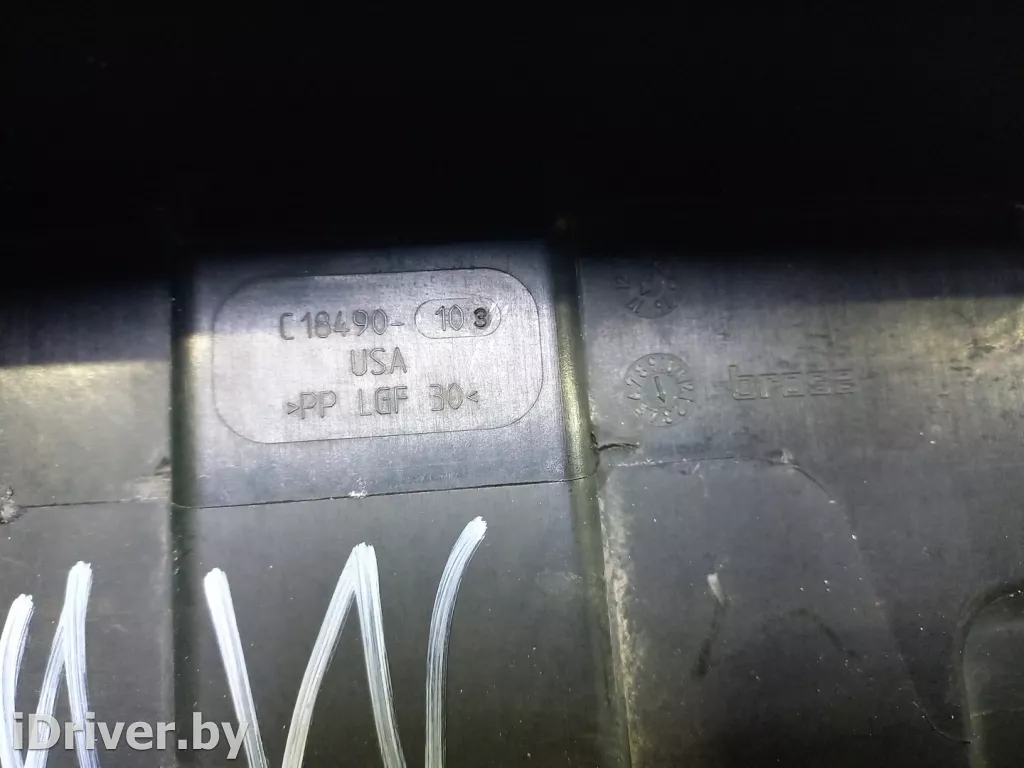 C18490- 103
USA
>PP LGF 30<
brose
iDriver.by